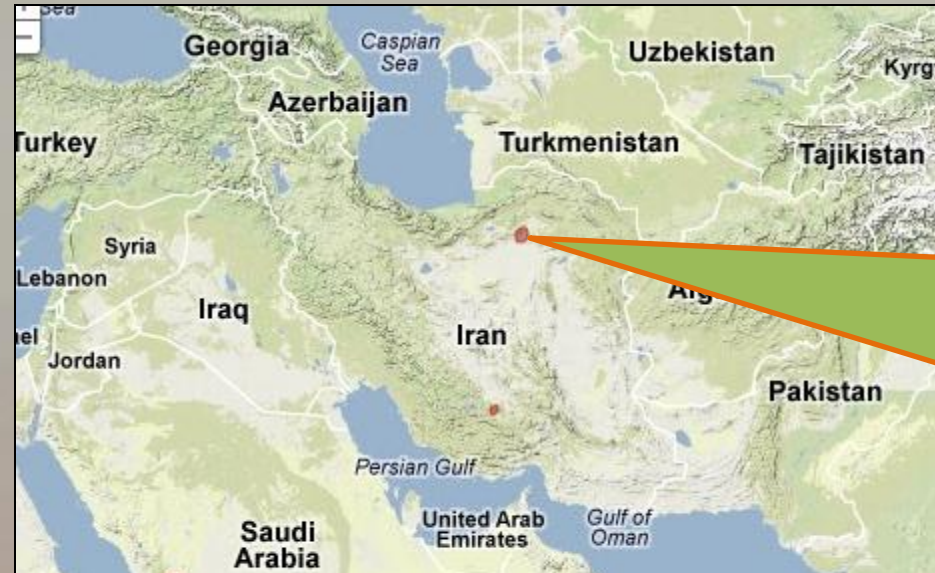 Sea
Georgia
Caspian
Sea
Uzbekistan
Kyrg
Azerbaijan
Turkey
Turkmenistan
Tajikistan
Syria
Lebanon
Iraq
Iran
Jordan
Pakistan
Persian Gulf
Saudi
Arabia
United Arab
Emirates
Gulf of
Oman